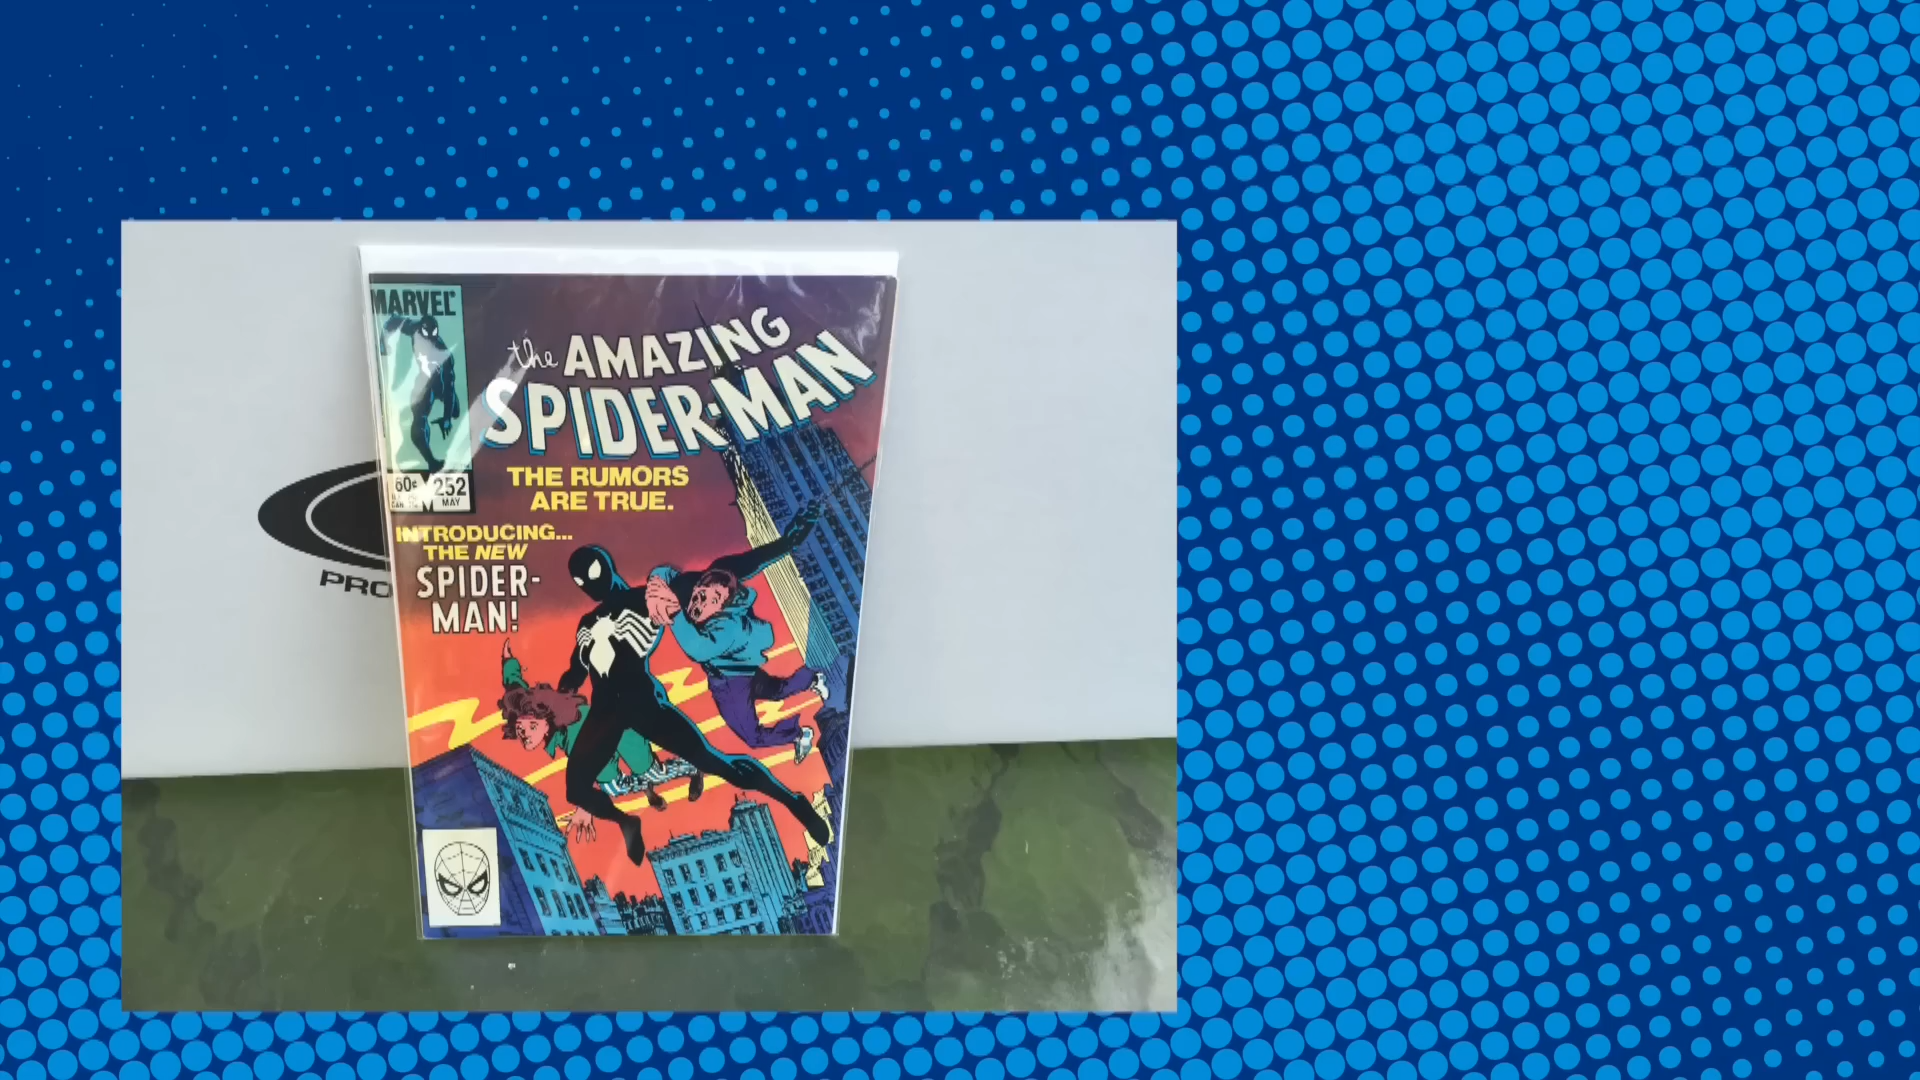 MARVEL
the AMAZING
SPIDER-MAN
THE RUMORS
ARE TRUE.
60¢
252
MAY
INTRODUCING...
THE NEW
SPIDER-
MAN!
PRO